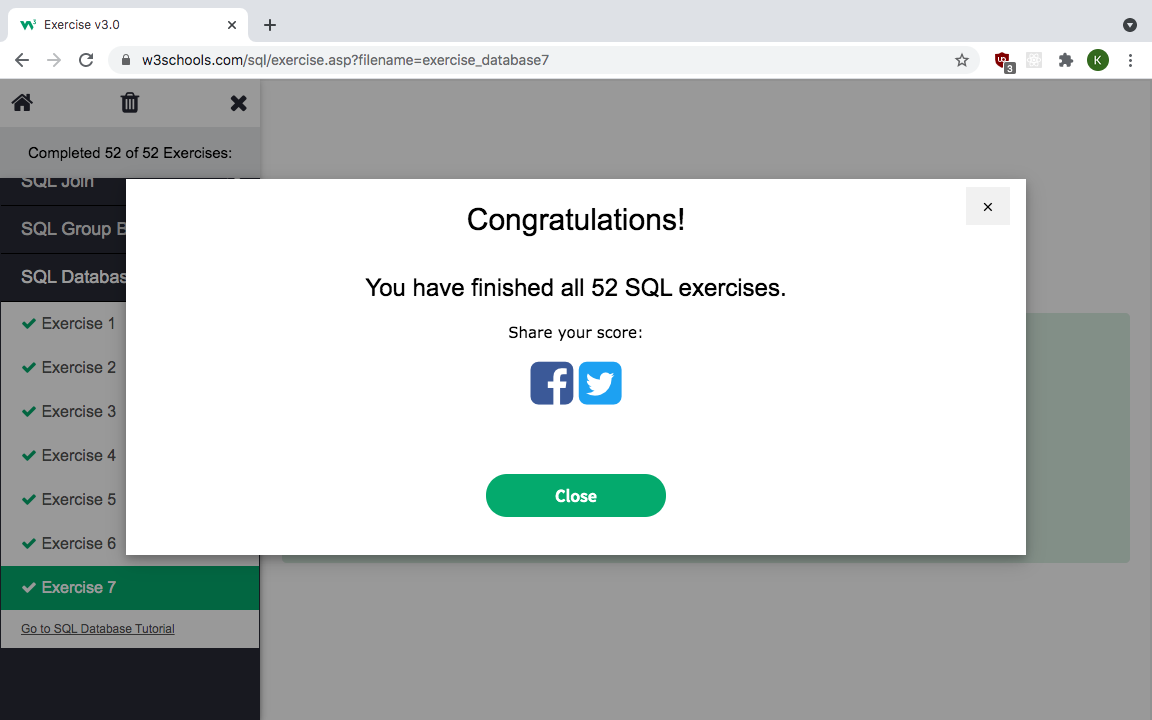 Exercise v3.0
w3schools.com/sql/exercise.asp?filename=exercise_database7
3
K
Completed 52 of 52 Exercises:
SQL Join
SQL Group B
SQL Databas
Exercise 1
Exercise 2
Exercise 3
Exercise 4
Exercise 5
Exercise 6
Exercise 7
Go to SQL Database Tutorial
Congratulations!
You have finished all 52 SQL exercises.
Share your score:
Close